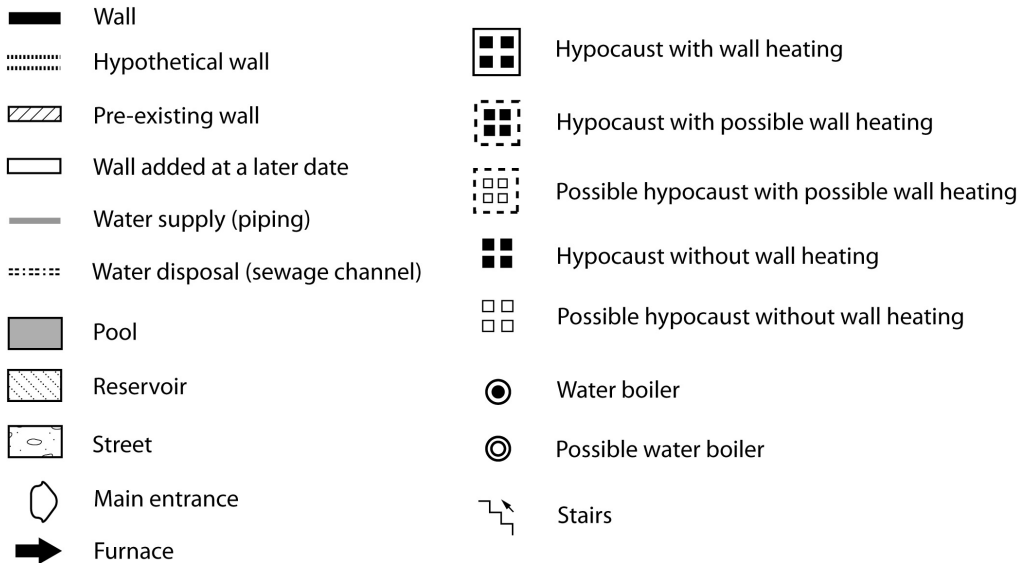 Wall
Hypothetical wall
Pre-existing wall
Wall added at a later date
Water supply (piping)
Water disposal (sewage channel)
Pool
Reservoir
Street
Main entrance
Furnace
Hypocaust with wall heating
Hypocaust with possible wall heating
Possible hypocaust with possible wall heating
Hypocaust without wall heating
Possible hypocaust without wall heating
Water boiler
Possible water boiler
Stairs